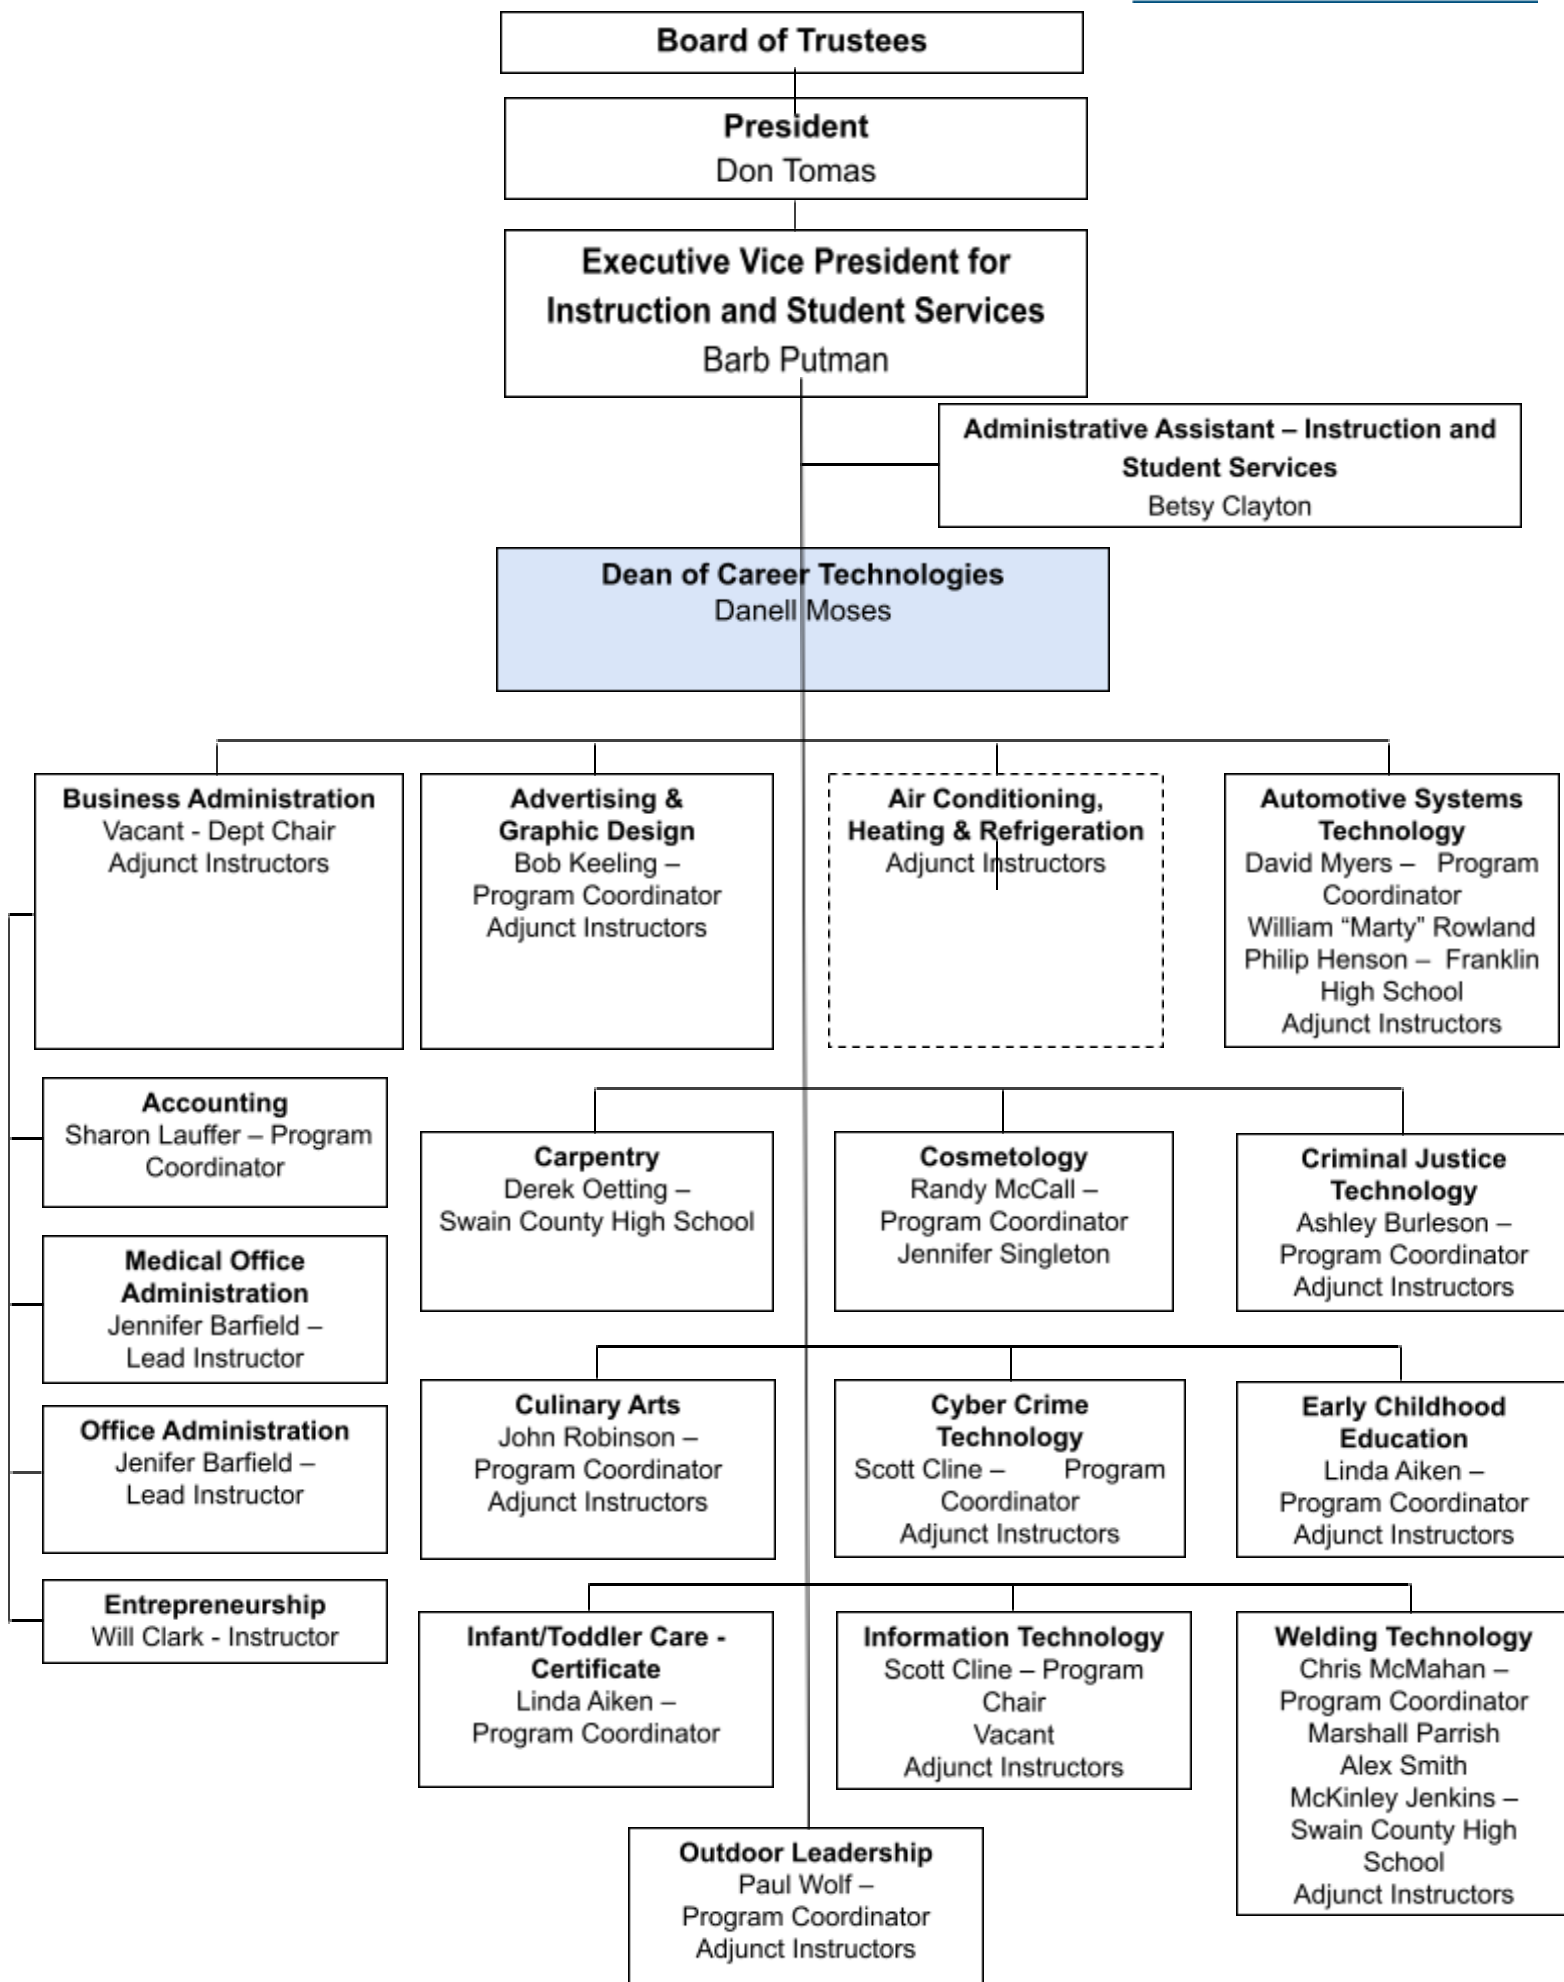 Board of Trustees
President
Don Tomas
Executive Vice President for
Instruction and Student Services
Barb Putman
Administrative Assistant – Instruction and
Student Services
Betsy Clayton
Dean of Career Technologies
Danell Moses
Business Administration
Vacant - Dept Chair
Adjunct Instructors
Advertising &
Graphic Design
Bob Keeling –
Program Coordinator
Adjunct Instructors
Air Conditioning,
Heating & Refrigeration
Adjunct Instructors
Automotive Systems
Technology
David Myers – Program
Coordinator
William “Marty” Rowland
Philip Henson – Franklin
High School
Adjunct Instructors
Accounting
Sharon Lauffer – Program
Coordinator
Medical Office
Administration
Jennifer Barfield –
Lead Instructor
Office Administration
Jenifer Barfield –
Lead Instructor
Entrepreneurship
Will Clark - Instructor
Carpentry
Derek Oetting –
Swain County High School
Cosmetology
Randy McCall –
Program Coordinator
Jennifer Singleton
Criminal Justice
Technology
Ashley Burleson –
Program Coordinator
Adjunct Instructors
Culinary Arts
John Robinson –
Program Coordinator
Adjunct Instructors
Cyber Crime
Technology
Scott Cline – Program
Coordinator
Adjunct Instructors
Early Childhood
Education
Linda Aiken –
Program Coordinator
Adjunct Instructors
Infant/Toddler Care -
Certificate
Linda Aiken –
Program Coordinator
Information Technology
Scott Cline – Program
Chair
Vacant
Adjunct Instructors
Welding Technology
Chris McMahan –
Program Coordinator
Marshall Parrish
Alex Smith
McKinley Jenkins –
Swain County High
School
Adjunct Instructors
Outdoor Leadership
Paul Wolf –
Program Coordinator
Adjunct Instructors